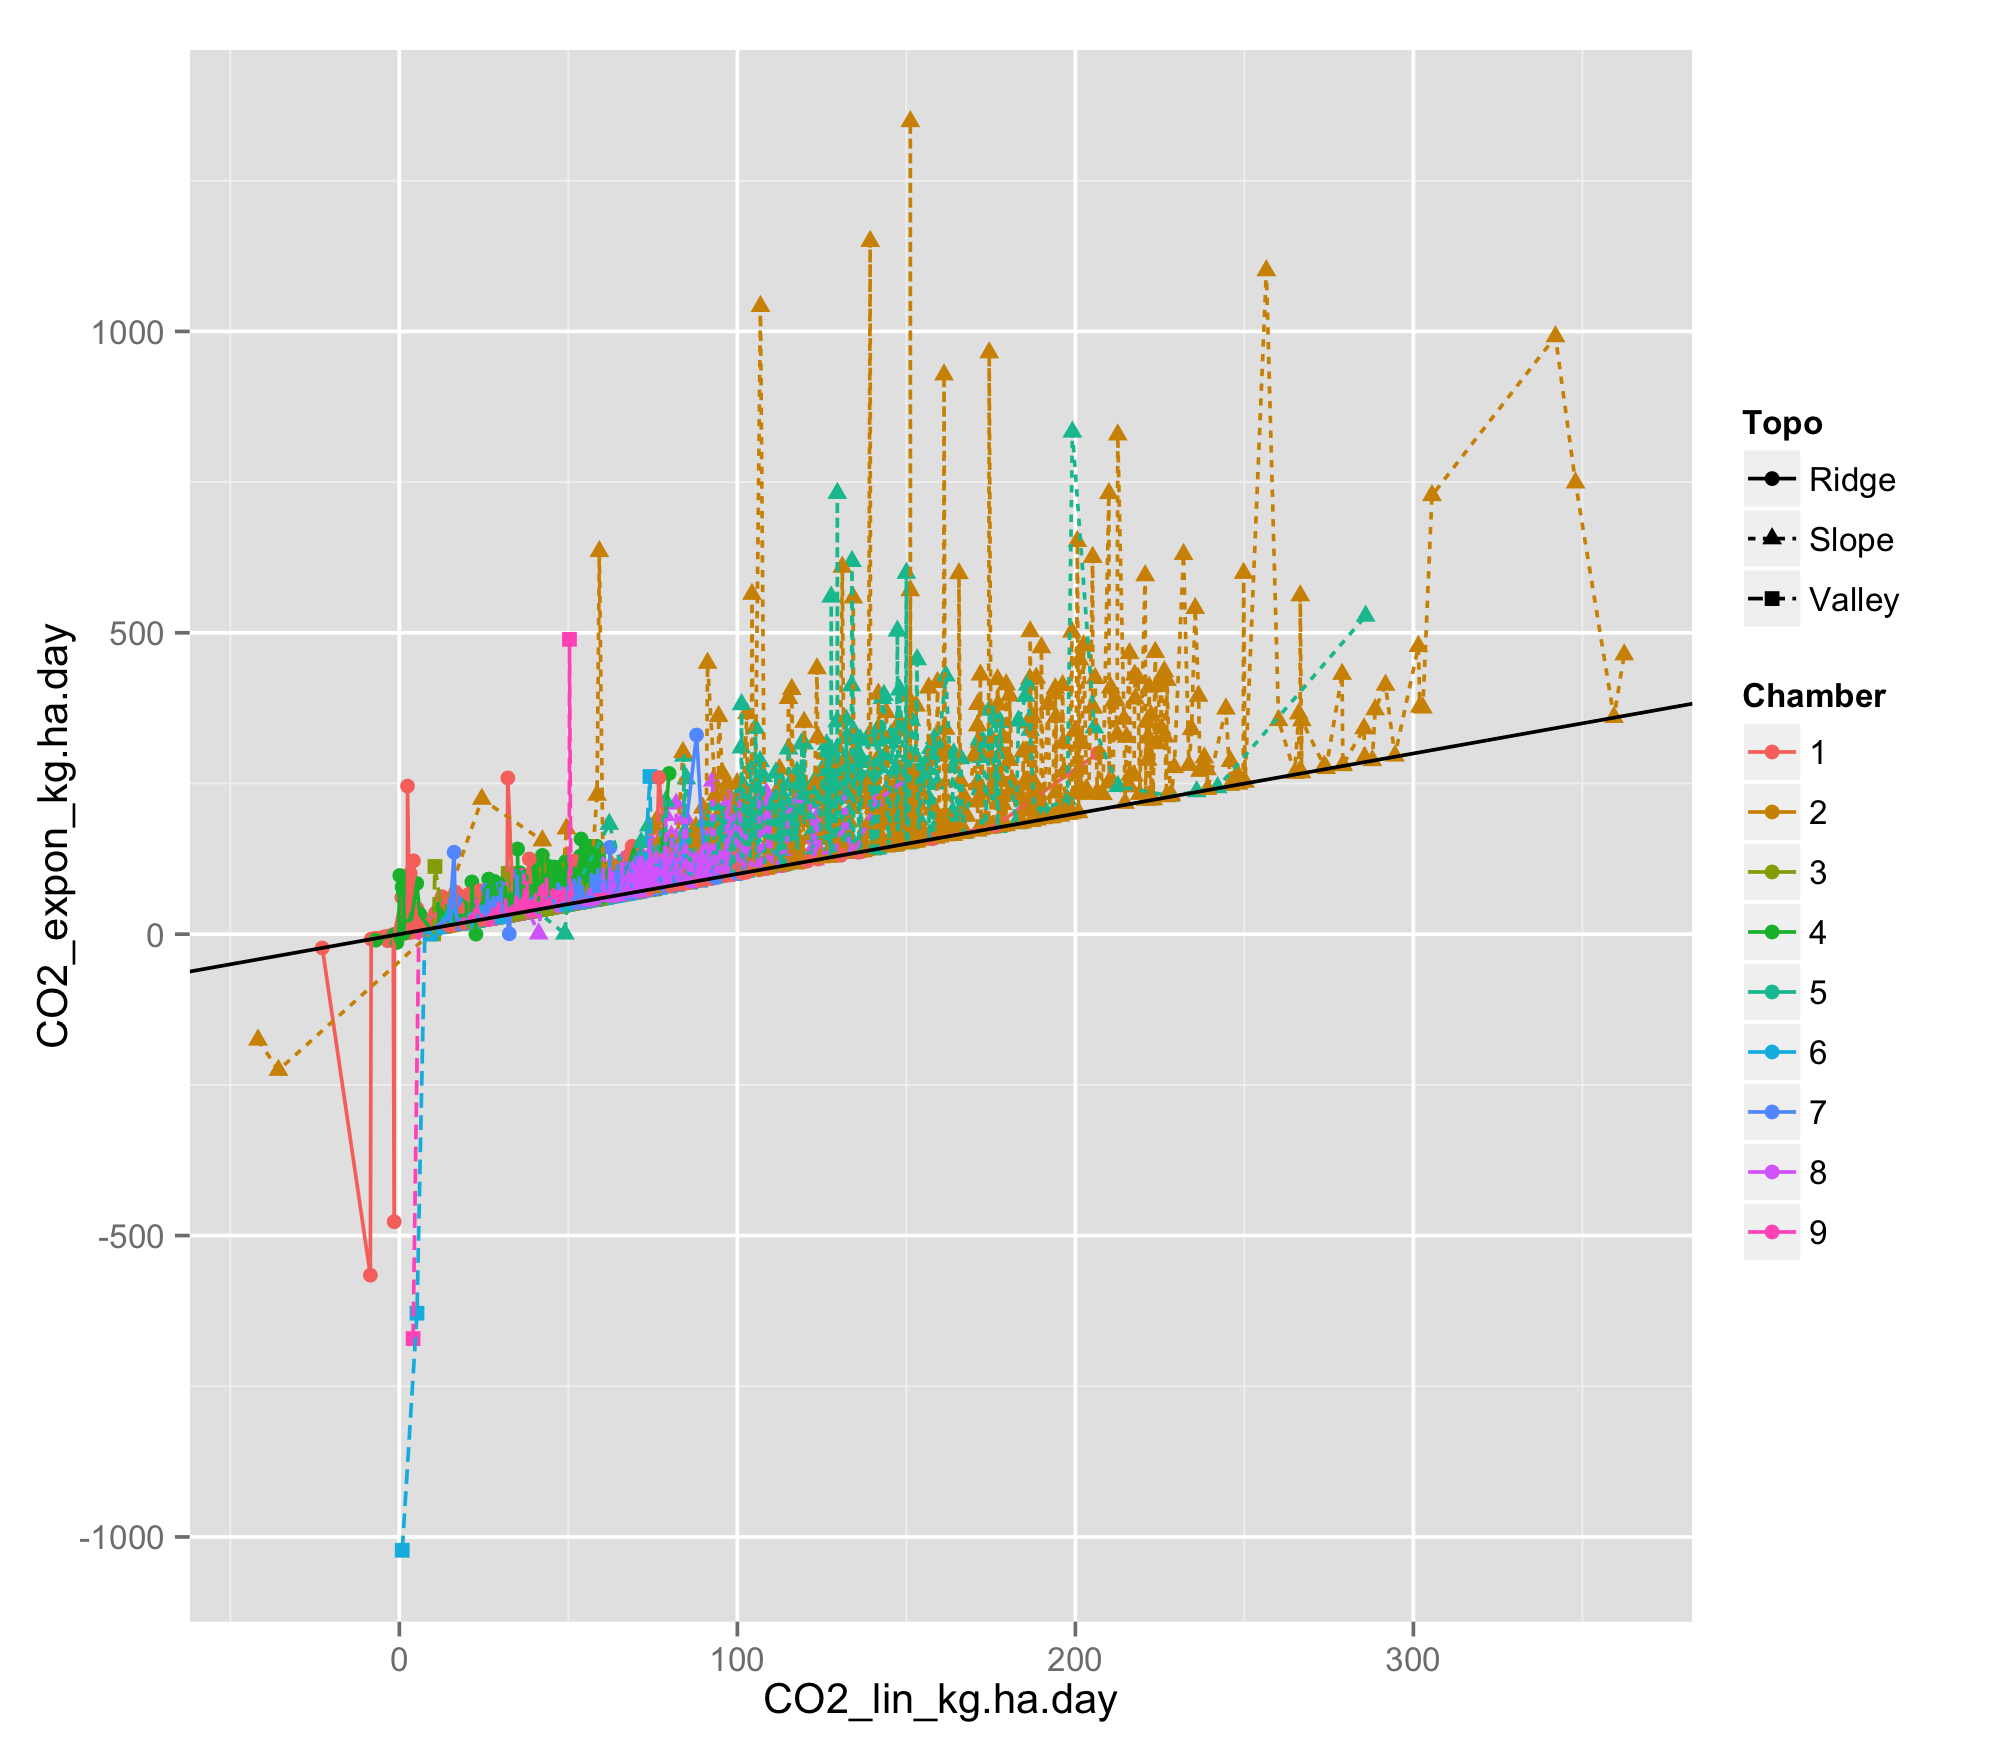 1000
500
0
-500
-1000
CO2_expon_kg.ha.day
0 100 200 300
CO2_lin_kg.ha.day
Topo
Ridge
Slope
Valley
Chamber
1
2
3
4
5
6
7
8
9